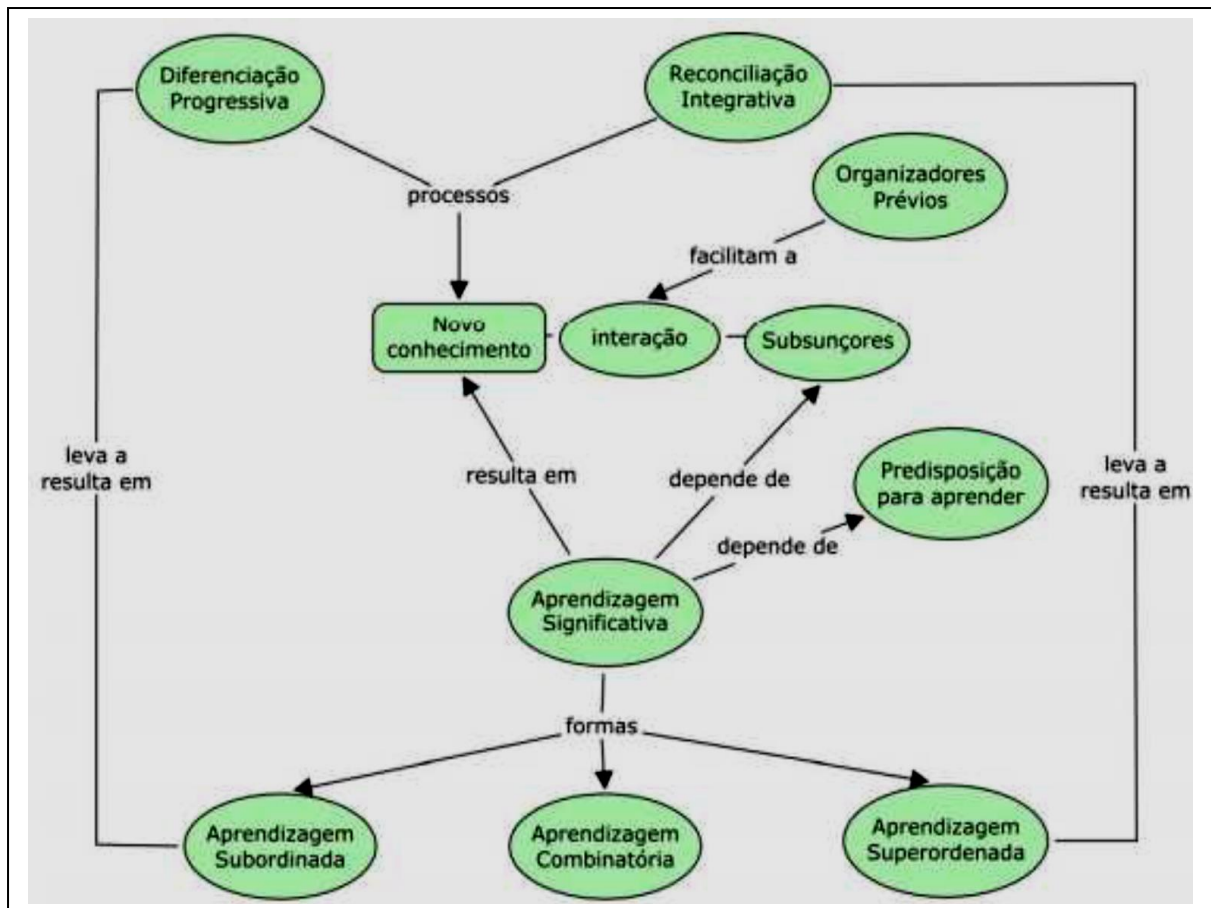 Diferenciação
Progressiva
Reconciliação
Integrativa
processos
Organizadores
Prévios
facilitam a
Novo
conhecimento
interação
Subsunçores
leva a
resulta em
resulta em
depende de
Predisposição
para aprender
leva a
resulta em
depende de
Aprendizagem
Significativa
formas
Aprendizagem
Subordinada
Aprendizagem
Combinatória
Aprendizagem
Superordenada